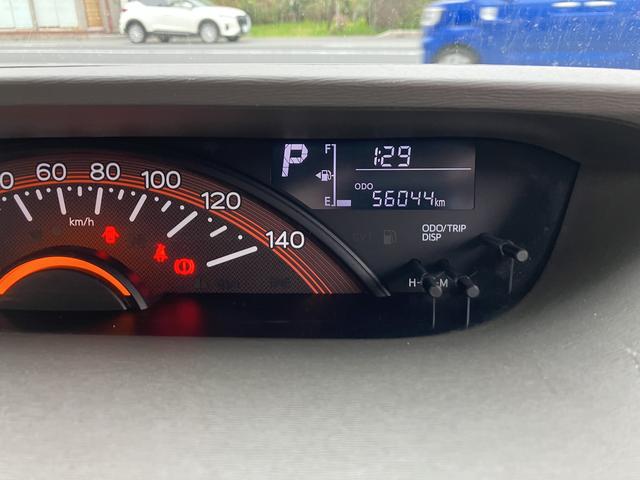 P
F
1:29
E
ODO
56044km
60
80
100
120
140
km/h
ODO/TRIP
DISP
H
M